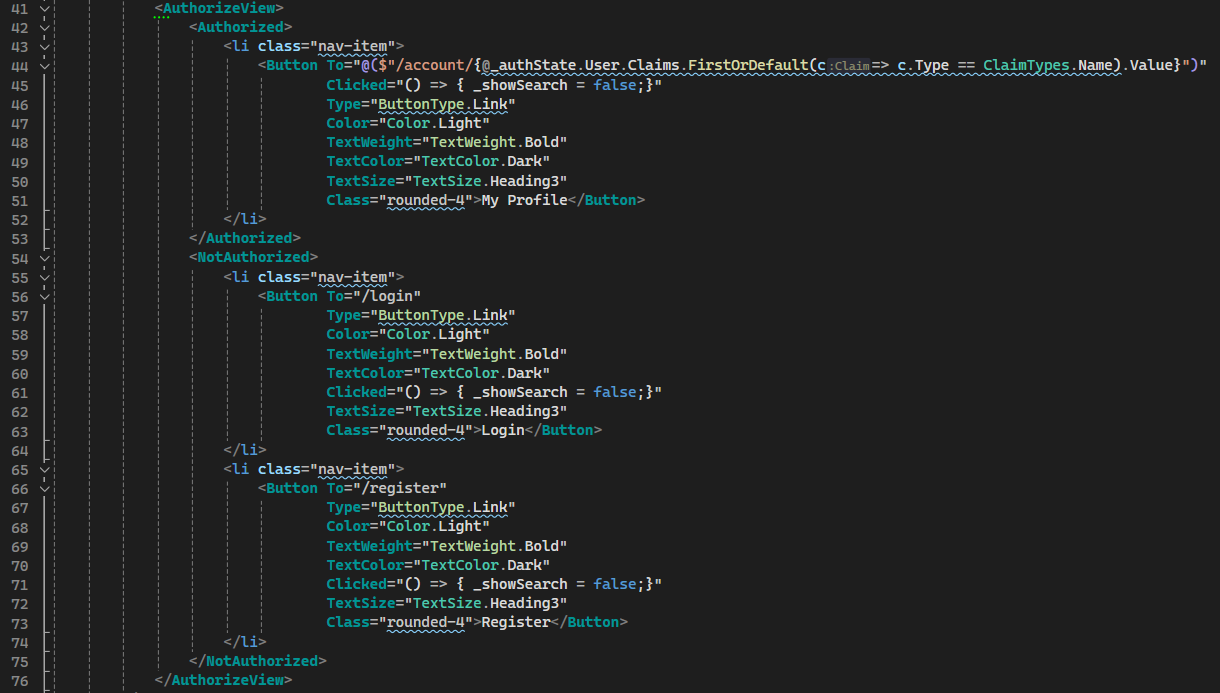 41 <AuthorizeView>
42 <Authorized>
43 <li class="nav-item">
44 <Button To="@($"/account/{@_authState.User.Claims.FirstOrDefault(c:Claim=> c.Type == ClaimTypes.Name).Value}")"
45 Clicked="() => { _showSearch = false;}"
46 Type="ButtonType.Link"
47 Color="Color.Light"
48 TextWeight="TextWeight.Bold"
49 TextColor="TextColor.Dark"
50 TextSize="TextSize.Heading3"
51 Class="rounded-4">My Profile</Button>
52 </li>
53 </Authorized>
54 <NotAuthorized>
55 <li class="nav-item">
56 <Button To="/login"
57 Type="ButtonType.Link"
58 Color="Color.Light"
59 TextWeight="TextWeight.Bold"
60 TextColor="TextColor.Dark"
61 Clicked="() => { _showSearch = false;}"
62 TextSize="TextSize.Heading3"
63 Class="rounded-4">Login</Button>
64 </li>
65 <li class="nav-item">
66 <Button To="/register"
67 Type="ButtonType.Link"
68 Color="Color.Light"
69 TextWeight="TextWeight.Bold"
70 TextColor="TextColor.Dark"
71 Clicked="() => { _showSearch = false;}"
72 TextSize="TextSize.Heading3"
73 Class="rounded-4">Register</Button>
74 </li>
75 </NotAuthorized>
76 </AuthorizeView>